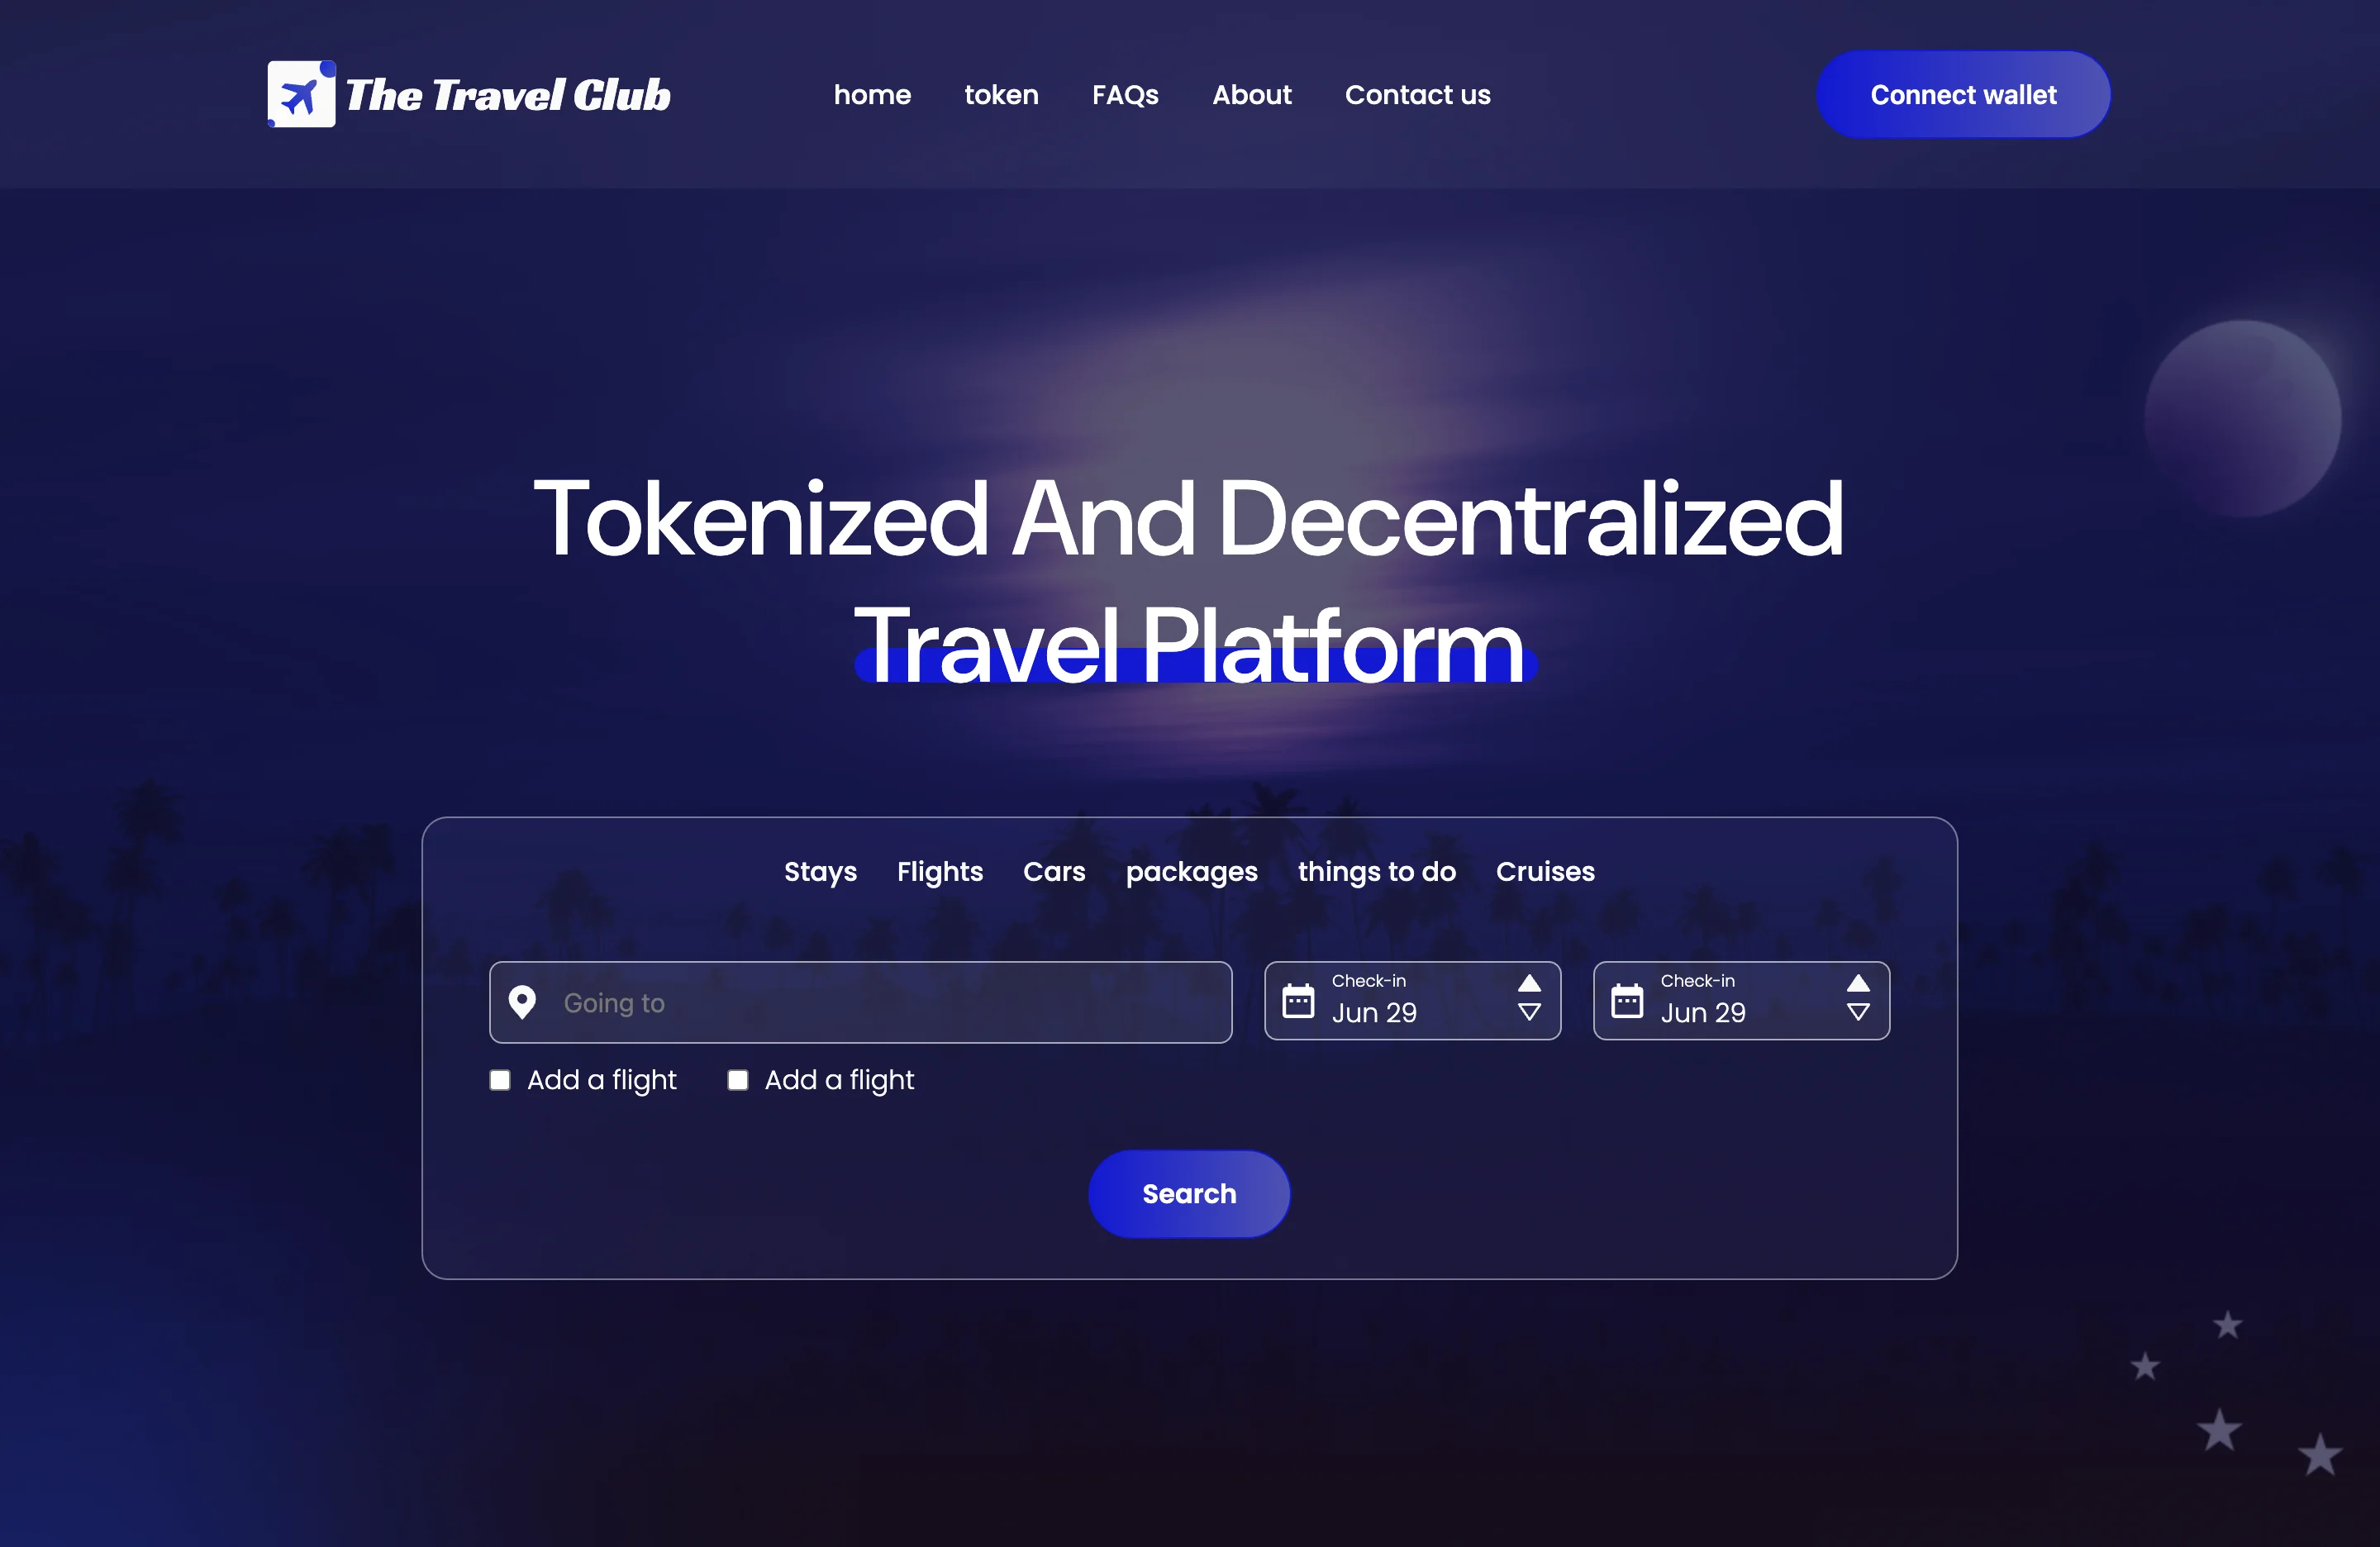 The Travel Club
home token FAQs About Contact us
Connect wallet
Tokenized And Decentralized
Travel Platform
Stays Flights Cars packages things to do Cruises
Going to
Check-in
Jun 29
Check-in
Jun 29
Add a flight Add a flight
Search